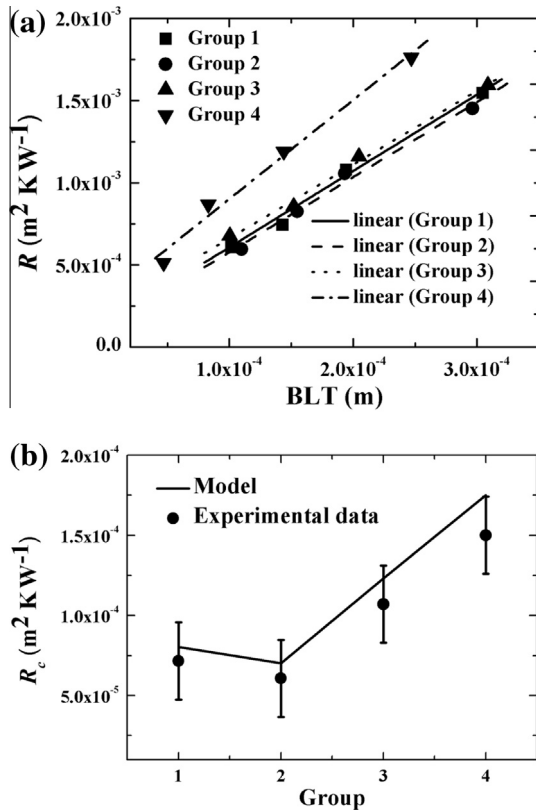 (a)
2.0x10-3
1.5x10-3
1.0x10-3
5.0x10-4
0.0
R (m2 KW-1)
Group 1
Group 2
Group 3
Group 4
linear (Group 1)
linear (Group 2)
linear (Group 3)
linear (Group 4)
1.0x10-4 2.0x10-4 3.0x10-4
BLT (m)
(b)
2.0x10-4
1.5x10-4
1.0x10-4
5.0x10-5
Rc (m2 KW-1)
Model
Experimental data
1 2 3 4
Group